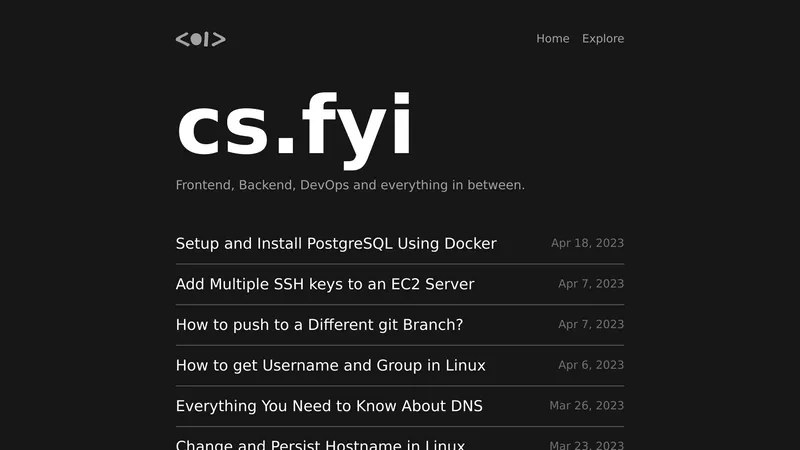 Home Explore
cs.fyi
Frontend, Backend, DevOps and everything in between.
Setup and Install PostgreSQL Using Docker Apr 18, 2023
Add Multiple SSH keys to an EC2 Server Apr 7, 2023
How to push to a Different git Branch? Apr 7, 2023
How to get Username and Group in Linux Apr 6, 2023
Everything You Need to Know About DNS Mar 26, 2023
Change and Persist Hostname in Linux Mar 23, 2023